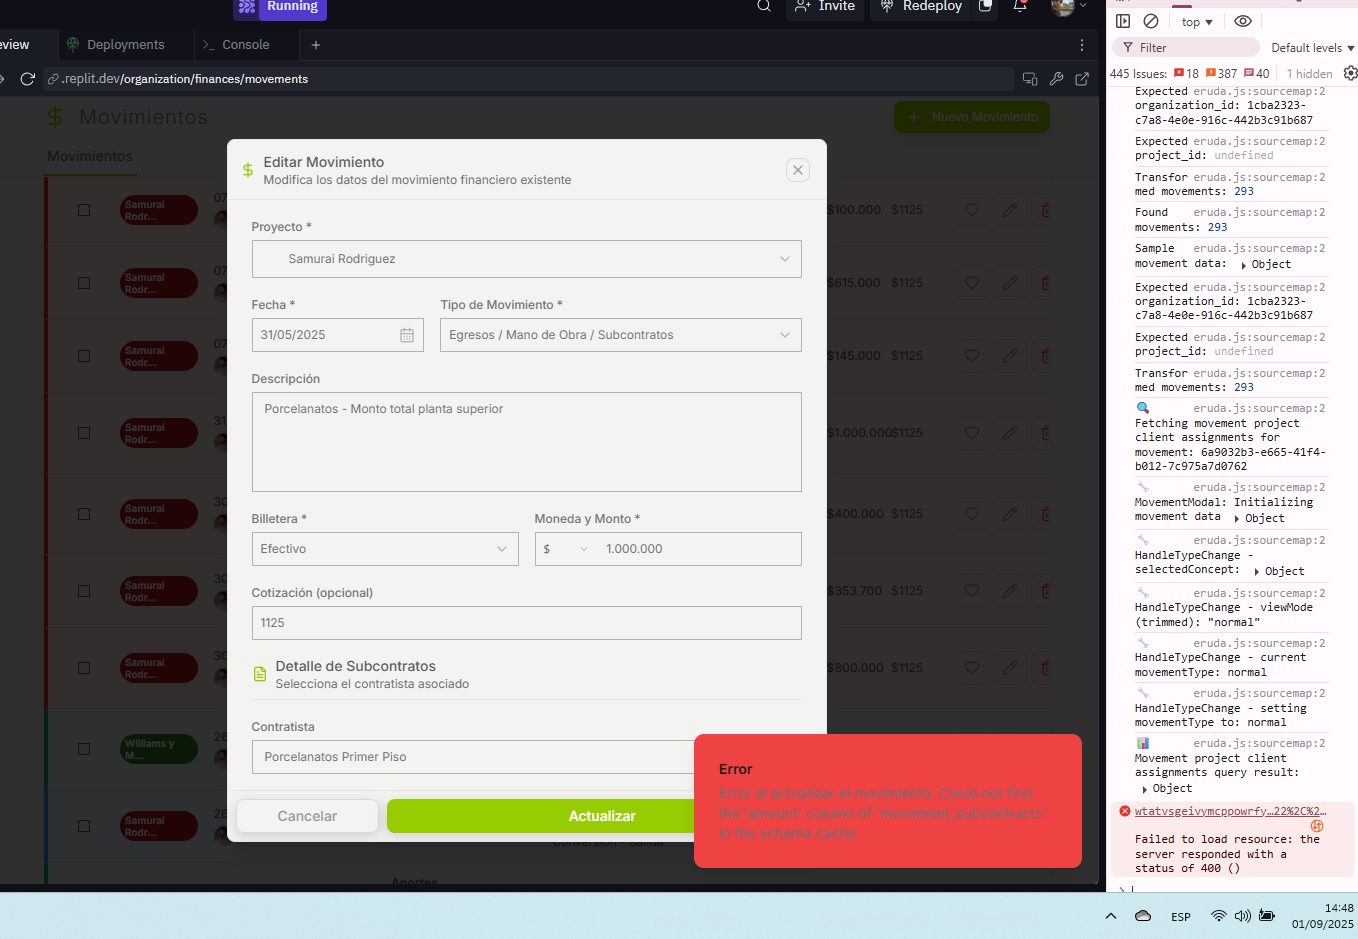 Running
Invite
Redeploy
eview
Deployments
Console
.replit.dev/organization/finances/movements
Movimientos
Nuevo Movimiento
Movimientos
Editar Movimiento
Modifica los datos del movimiento financiero existente
Proyecto *
Samurai Rodriguez
Fecha *
Tipo de Movimiento *
31/05/2025
Egresos / Mano de Obra / Subcontratos
Descripción
Porcelanatos - Monto total planta superior
Billetera *
Moneda y Monto *
Efectivo
$
1.000.000
Cotización (opcional)
1125
Detalle de Subcontratos
Selecciona el contratista asociado
Contratista
Porcelanatos Primer Piso
Cancelar
Actualizar
Error
Error al actualizar el movimiento: Could not find
the 'amount' column of 'movement_subcontracts'
in the schema cache
Samurai
Rodr...
07
$100.000 $1125
Samurai
Rodr...
07
$615.000 $1125
Samurai
Rodr...
07
$145.000 $1125
Samurai
Rodr...
31
$1.000.000$1125
Samurai
Rodr...
30
$400.000 $1125
Samurai
Rodr...
30
$353.700 $1125
Samurai
Rodr...
30
$800.000 $1125
Williams y
M...
26
Samurai
Rodr...
26
Conversión - Salida
Aportes
top
Filter
Default levels
445 Issues: 18 387 40 1 hidden
Expected eruda.js:sourcemap:2
organization_id: 1cba2323-
c7a8-4e0e-916c-442b3c91b687
Expected eruda.js:sourcemap:2
project_id: undefined
Transfor eruda.js:sourcemap:2
med movements: 293
Found eruda.js:sourcemap:2
movements: 293
Sample eruda.js:sourcemap:2
movement data: Object
Expected eruda.js:sourcemap:2
organization_id: 1cba2323-
c7a8-4e0e-916c-442b3c91b687
Expected eruda.js:sourcemap:2
project_id: undefined
Transfor eruda.js:sourcemap:2
med movements: 293
eruda.js:sourcemap:2
Fetching movement project
client assignments for
movement: 6a9032b3-e665-41f4-
b012-7c975a7d0762
eruda.js:sourcemap:2
MovementModal: Initializing
movement data Object
eruda.js:sourcemap:2
HandleTypeChange -
selectedConcept: Object
eruda.js:sourcemap:2
HandleTypeChange - viewMode
(trimmed): "normal"
eruda.js:sourcemap:2
HandleTypeChange - current
movementType: normal
eruda.js:sourcemap:2
HandleTypeChange - setting
movementType to: normal
eruda.js:sourcemap:2
Movement project client
assignments query result:
Object
wtatvsgeivymcppowrfy…22%2C%2…
Failed to load resource: the
server responded with a
status of 400 ()
ESP
14:48
01/09/2025